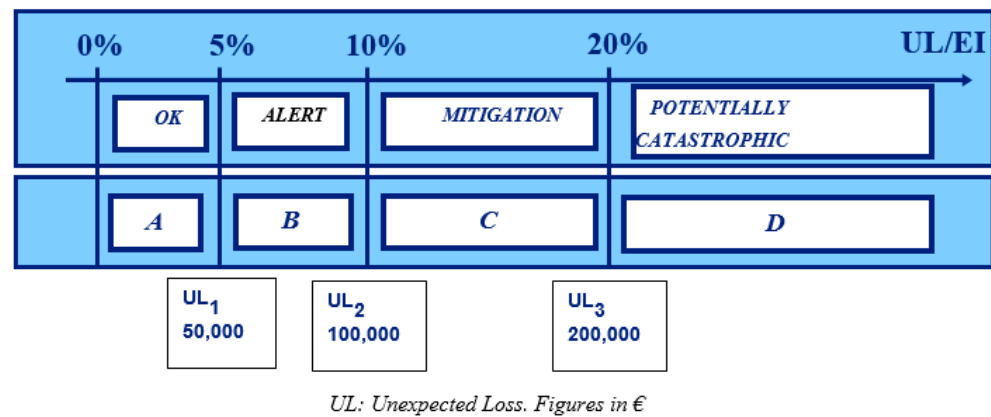 0% 5% 10% 20% UL/EI
OK ALERT MITIGATION POTENTIALLY
CATASTROPHIC
A B C D
UL1 UL2 UL3
50,000 100,000 200,000
UL: Unexpected Loss. Figures in €